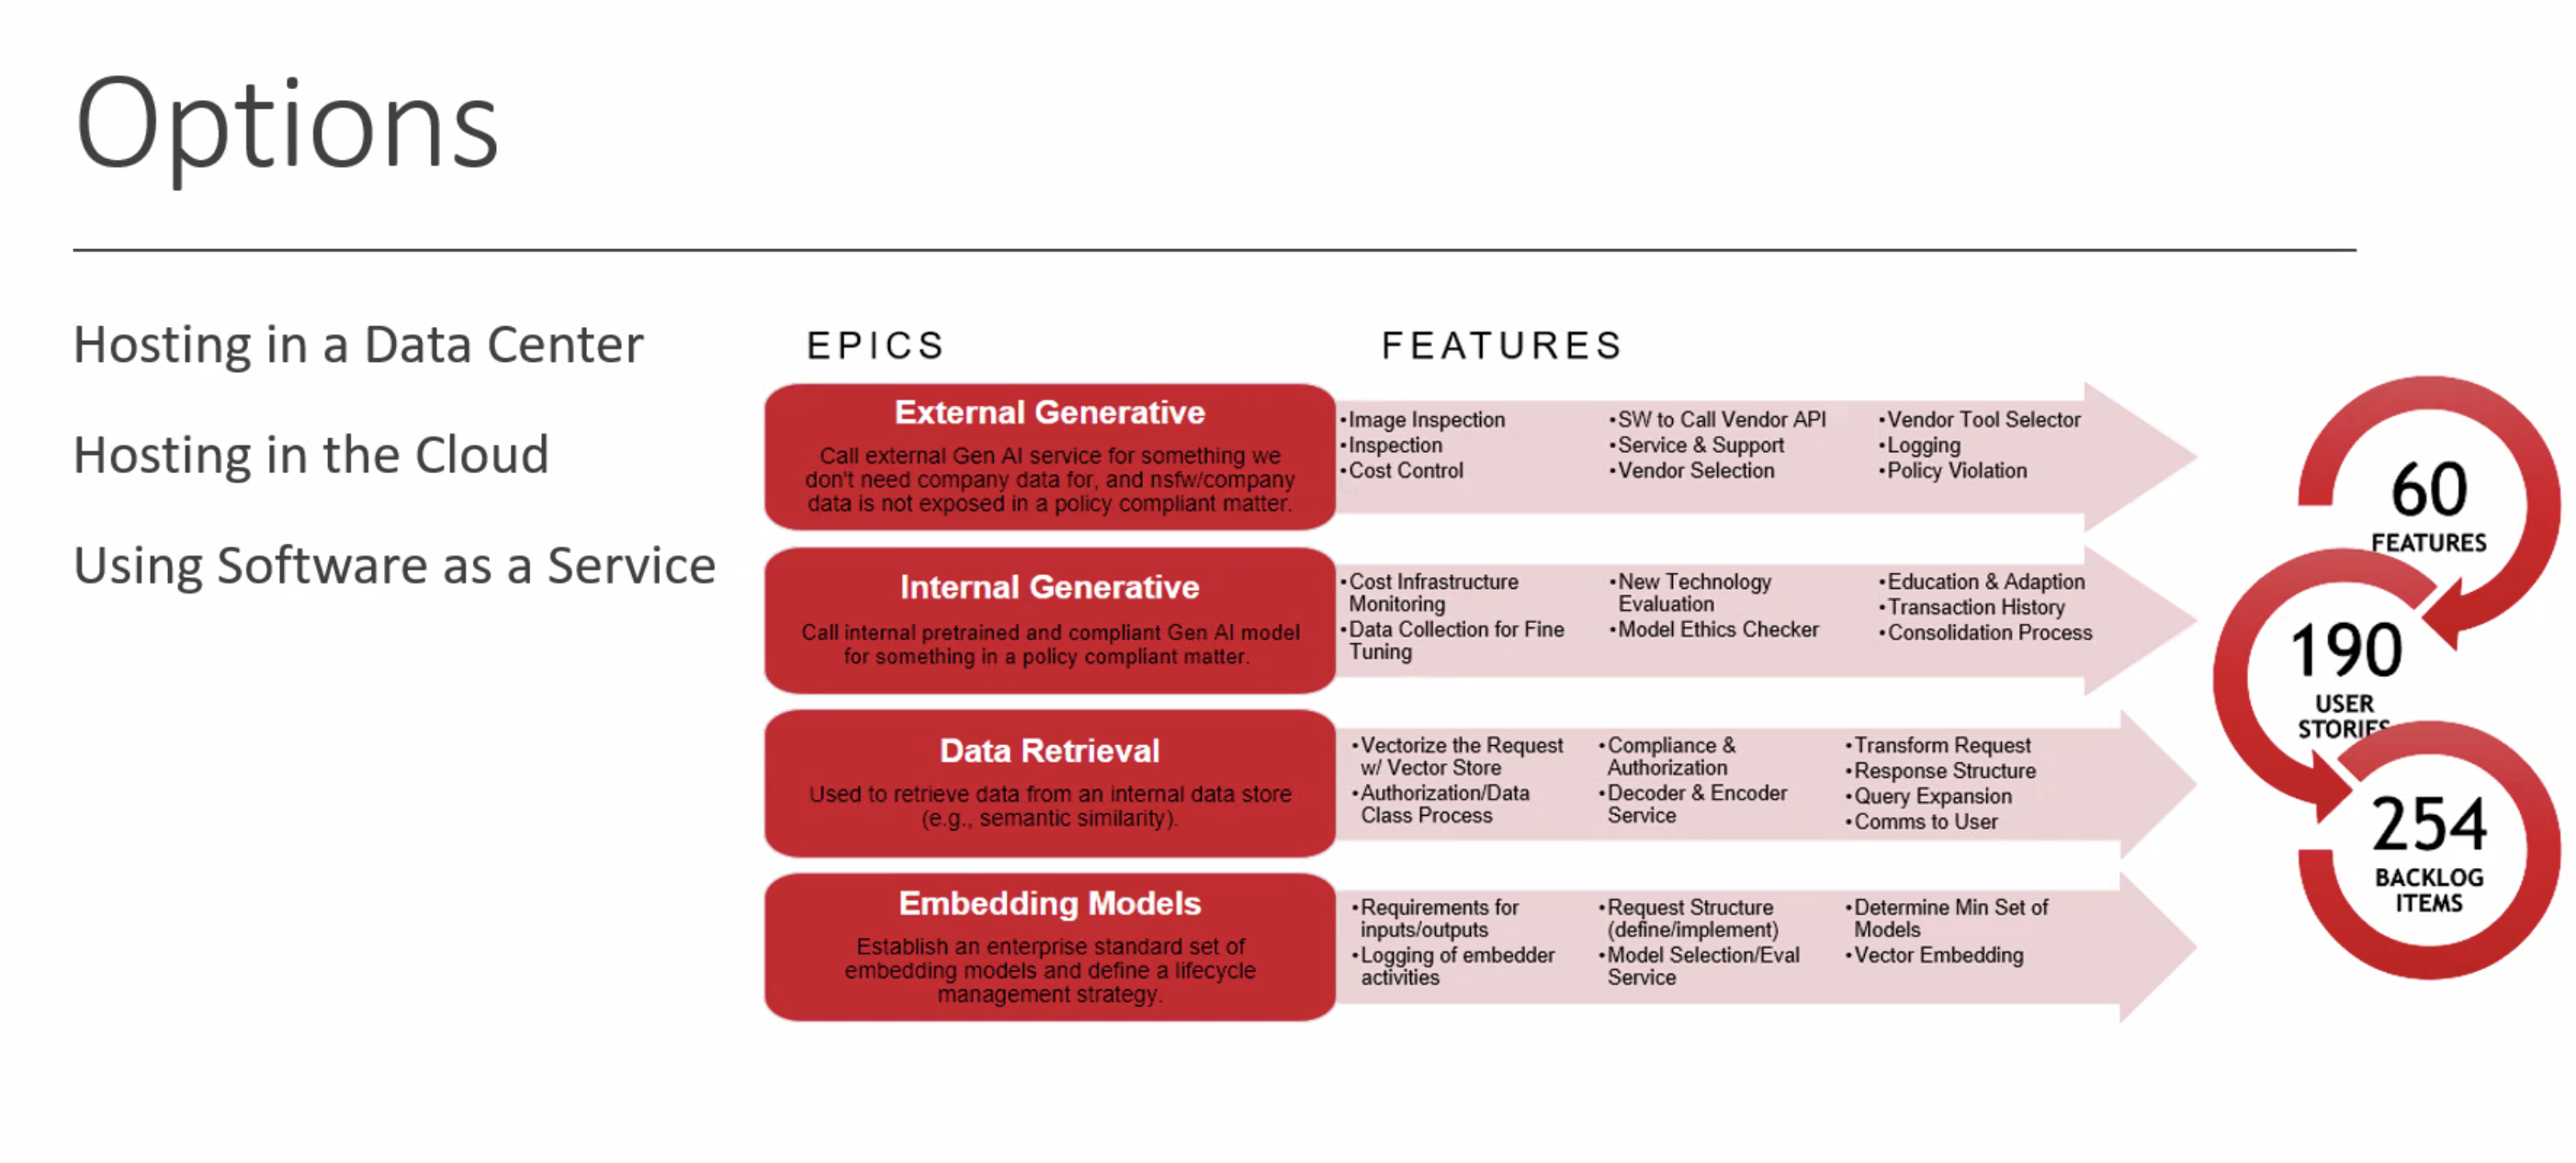 Options
Hosting in a Data Center
Hosting in the Cloud
Using Software as a Service
EPICS
FEATURES
External Generative
Call external Gen AI service for something we
don't need company data for, and nsfw/company
data is not exposed in a policy compliant matter.
•Image Inspection
•Inspection
•Cost Control
•SW to Call Vendor API
•Service & Support
•Vendor Selection
•Vendor Tool Selector
•Logging
•Policy Violation
Internal Generative
Call internal pretrained and compliant Gen AI model
for something in a policy compliant matter.
•Cost Infrastructure
Monitoring
•Data Collection for Fine
Tuning
•New Technology
Evaluation
•Model Ethics Checker
•Education & Adaption
•Transaction History
•Consolidation Process
Data Retrieval
Used to retrieve data from an internal data store
(e.g., semantic similarity).
•Vectorize the Request
w/ Vector Store
•Authorization/Data
Class Process
•Compliance &
Authorization
•Decoder & Encoder
Service
•Transform Request
•Response Structure
•Query Expansion
•Comms to User
Embedding Models
Establish an enterprise standard set of
embedding models and define a lifecycle
management strategy.
•Requirements for
inputs/outputs
•Logging of embedder
activities
•Request Structure
(define/implement)
•Model Selection/Eval
Service
•Determine Min Set of
Models
•Vector Embedding
60
FEATURES
190
USER
STORIES
254
BACKLOG
ITEMS